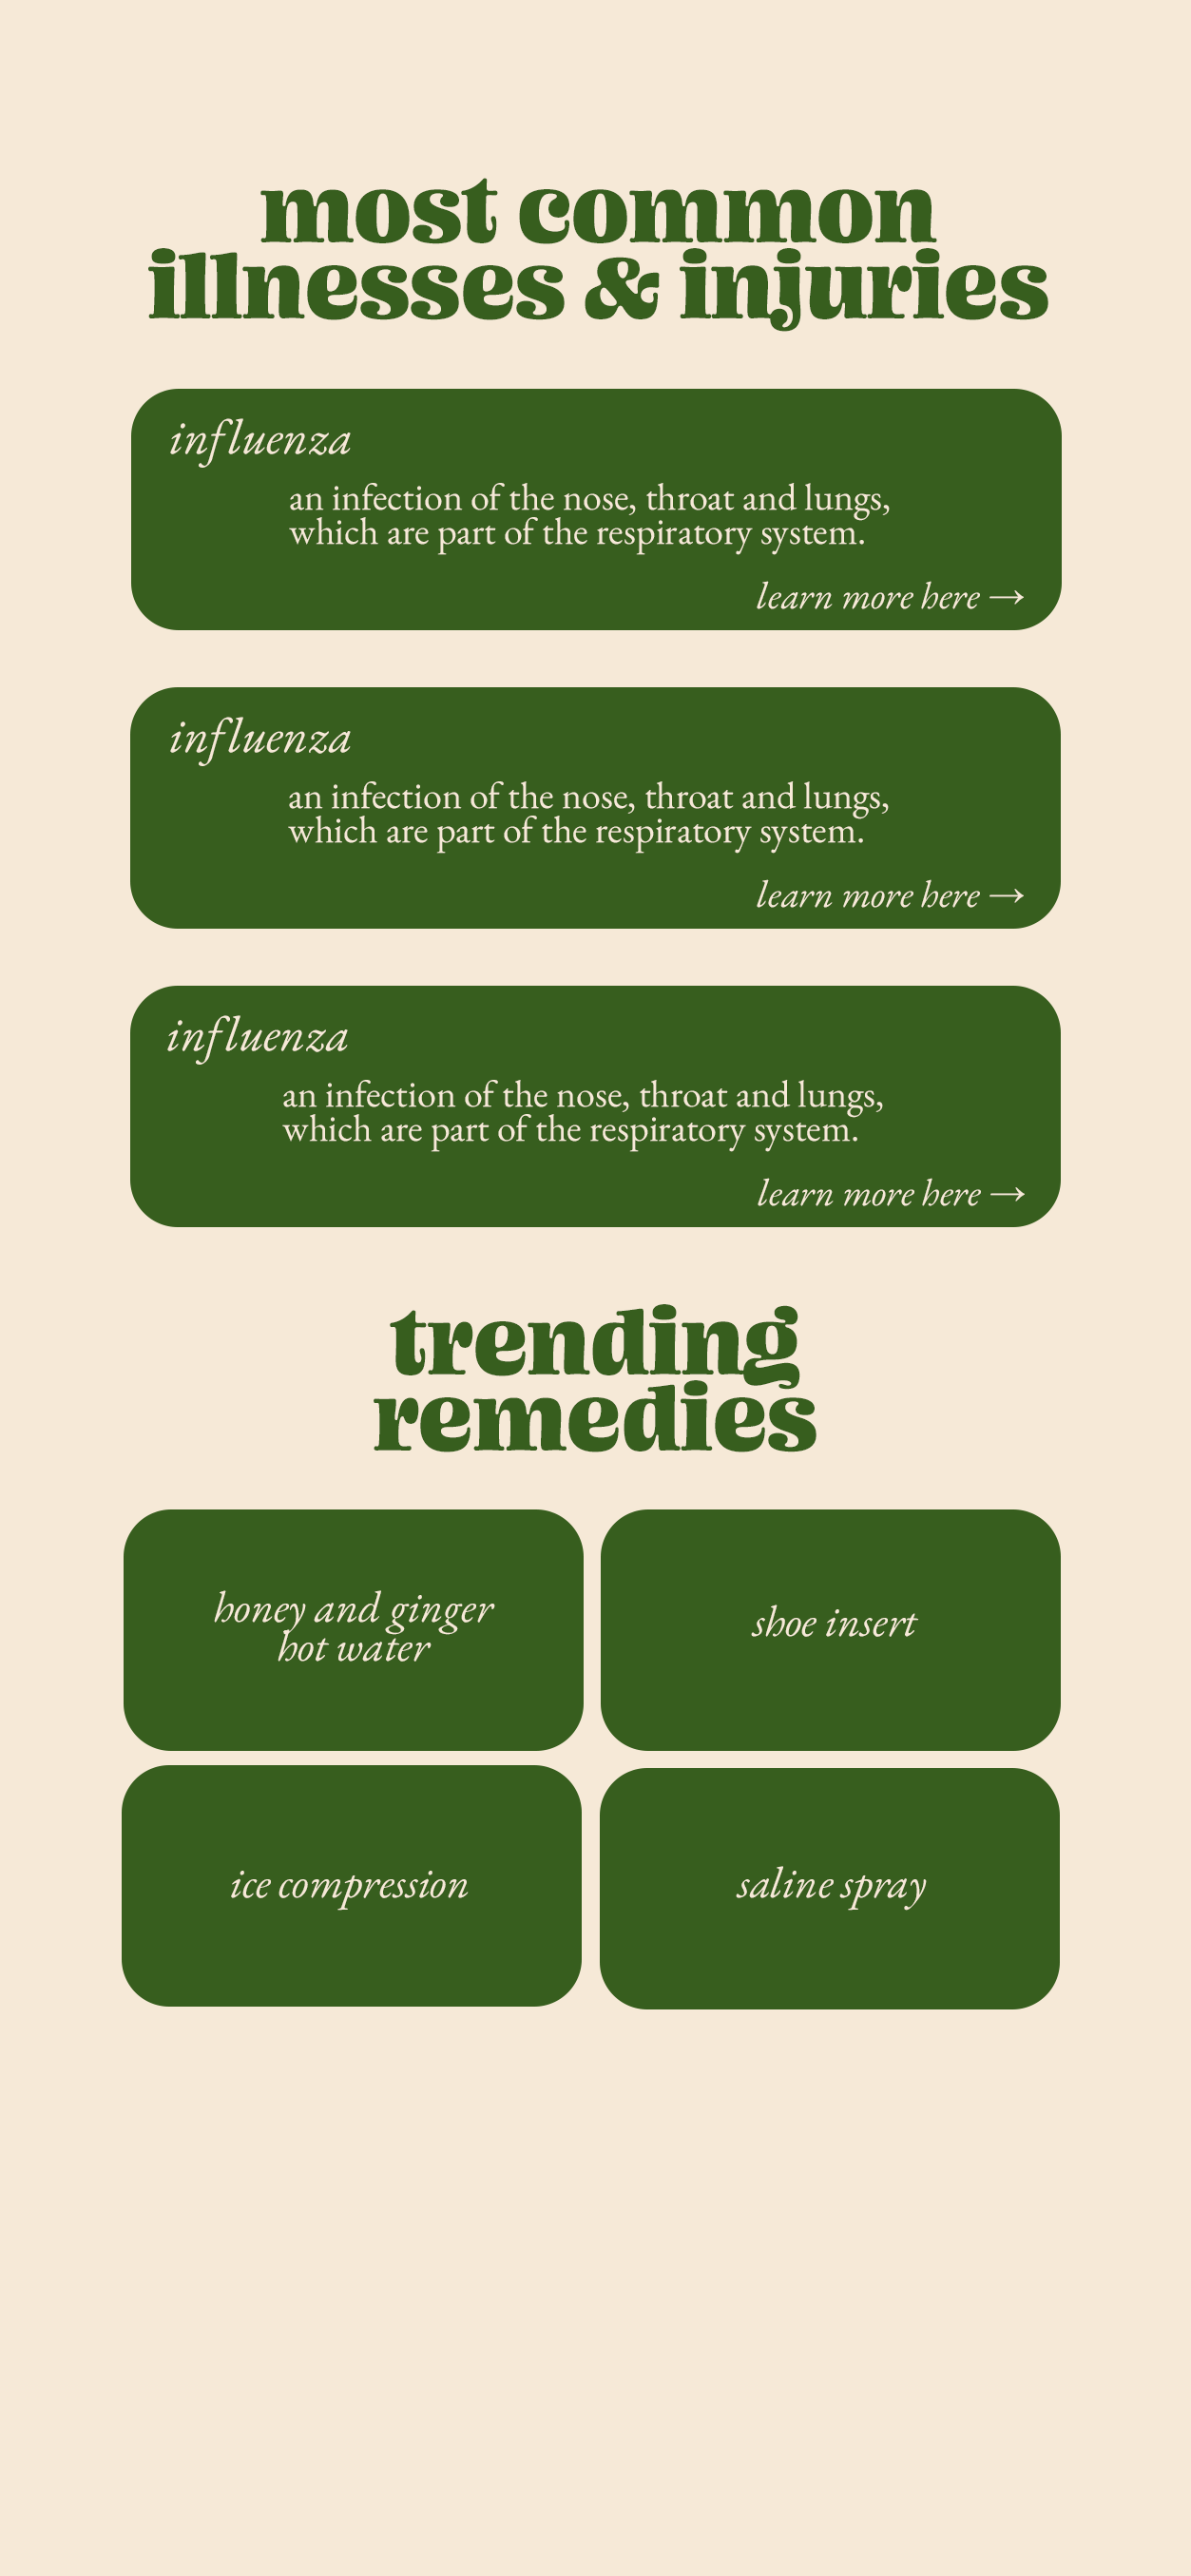 most common
illnesses & injuries
influenza
an infection of the nose, throat and lungs,
which are part of the respiratory system.
learn more here →
influenza
an infection of the nose, throat and lungs,
which are part of the respiratory system.
learn more here →
influenza
an infection of the nose, throat and lungs,
which are part of the respiratory system.
learn more here →
trending
remedies
honey and ginger
hot water
shoe insert
ice compression
saline spray